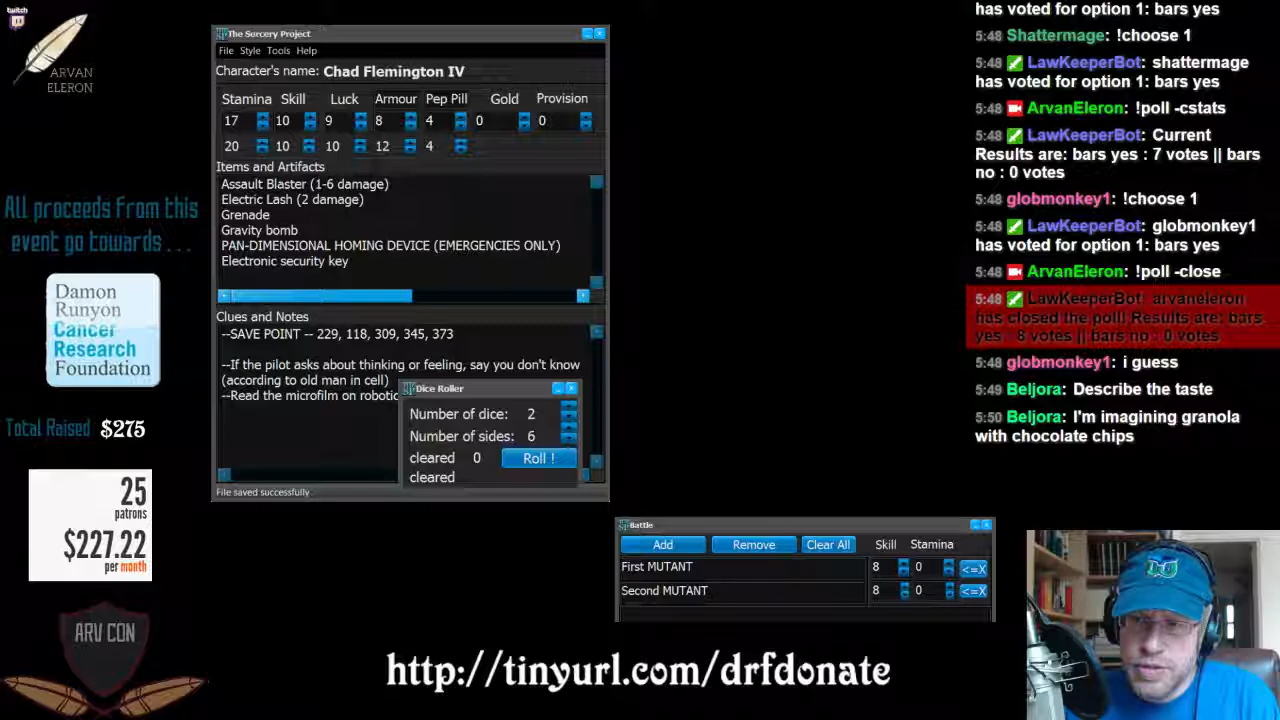 twitch
ARVAN
ELERON
All proceeds from this
event go towards . . .
Damon
Runyon
Cancer
Research
Foundation
Total Raised $275
25
patrons
$227.22
per month
ARV CON
The Sorcery Project
File Style Tools Help
Character's name: Chad Flemington IV
Stamina Skill Luck Armour Pep Pill Gold Provision
17 10 9 8 4 0 0
20 10 10 12 4
Items and Artifacts
Assault Blaster (1-6 damage)
Electric Lash (2 damage)
Grenade
Gravity bomb
PAN-DIMENSIONAL HOMING DEVICE (EMERGENCIES ONLY)
Electronic security key
Clues and Notes
--SAVE POINT -- 229, 118, 309, 345, 373
--If the pilot asks about thinking or feeling, say you don't know
(according to old man in cell)
--Read the microfilm on robotic
File saved successfully
Dice Roller
Number of dice: 2
Number of sides: 6
cleared 0 Roll !
cleared
Battle
Add Remove Clear All Skill Stamina
First MUTANT 8 0 <=X
Second MUTANT 8 0 <=X
http://tinyurl.com/drfdonate
has voted for option 1: bars yes
5:48 Shattermage: !choose 1
5:48 LawKeeperBot: shattermage
has voted for option 1: bars yes
5:48 ArvanEleron: !poll -cstats
5:48 LawKeeperBot: Current
Results are: bars yes : 7 votes || bars
no : 0 votes
5:48 globmonkey1: !choose 1
5:48 LawKeeperBot: globmonkey1
has voted for option 1: bars yes
5:48 ArvanEleron: !poll -close
5:48 LawKeeperBot: arvaneleron
has closed the poll! Results are: bars
yes : 8 votes || bars no : 0 votes
5:48 globmonkey1: i guess
5:49 Beljora: Describe the taste
5:50 Beljora: I'm imagining granola
with chocolate chips